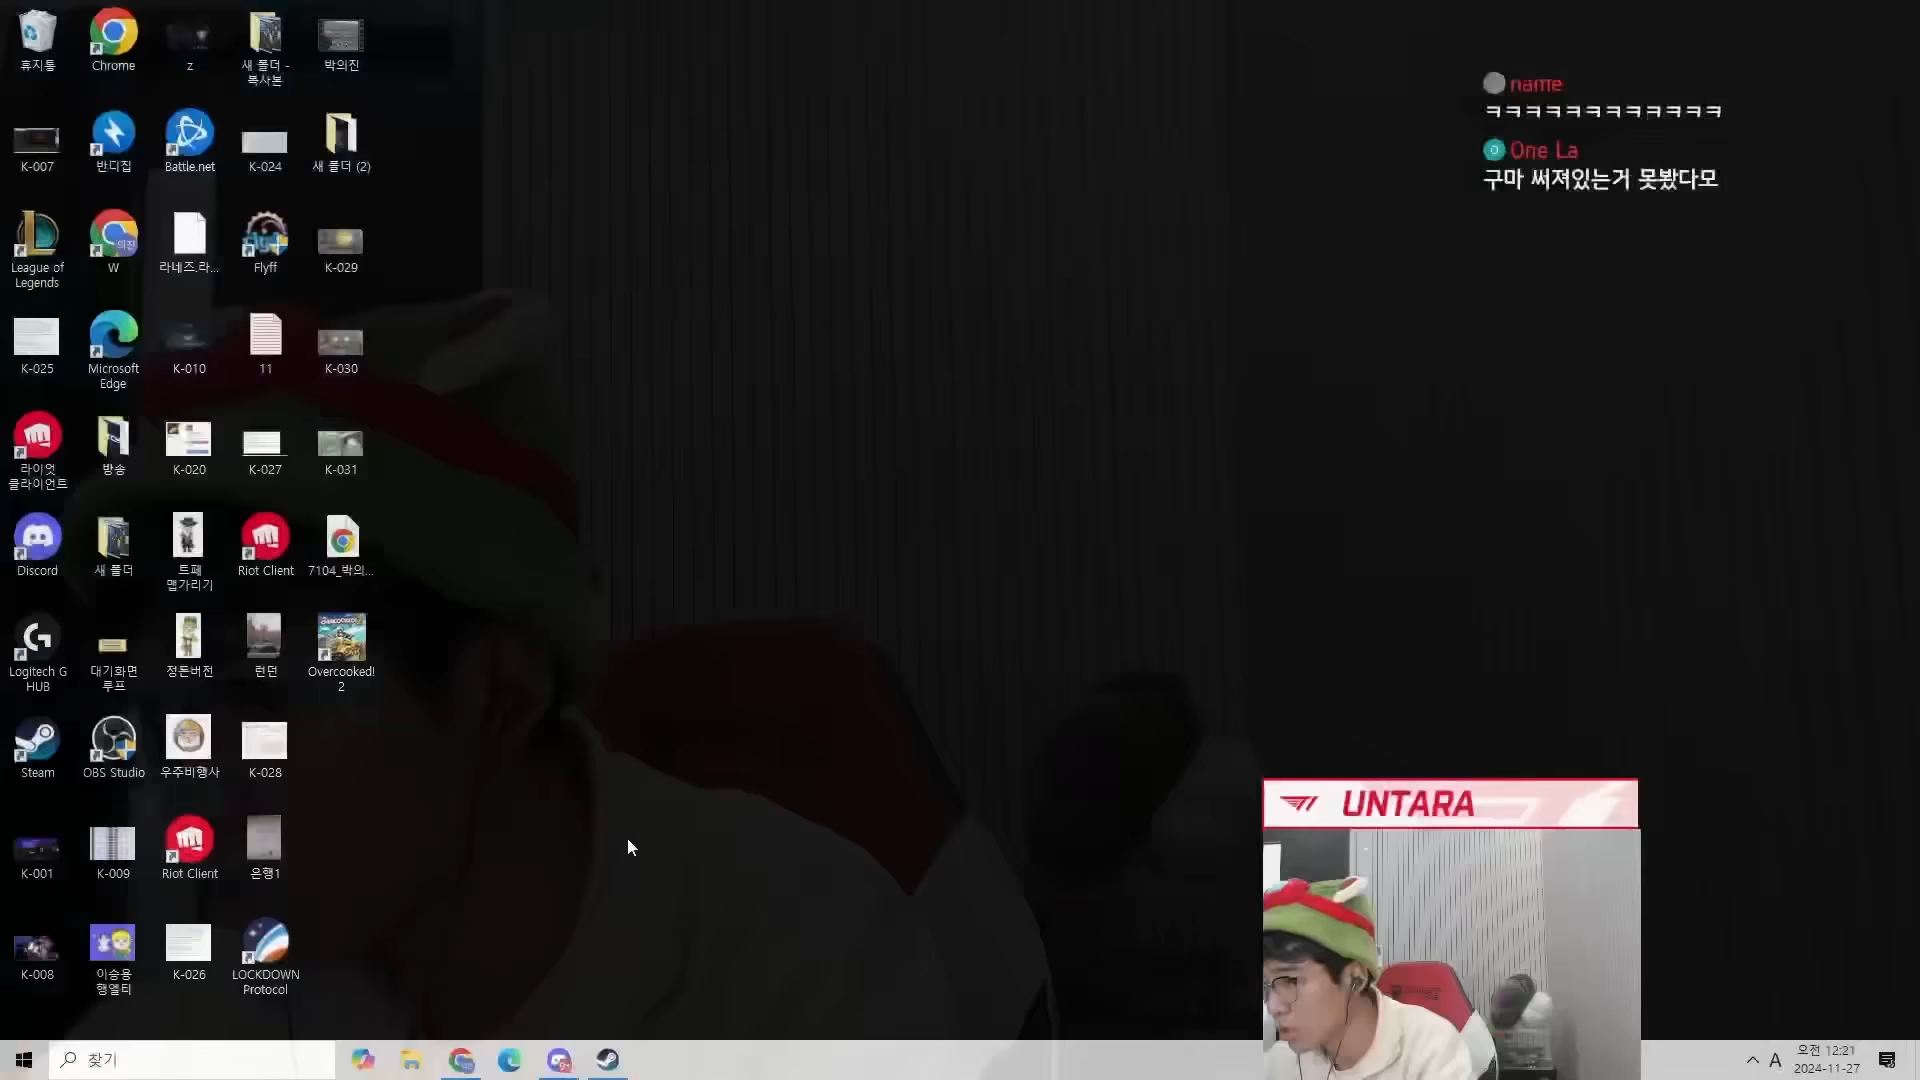 휴지통
Chrome
z
새 폴더 -
복사본
박의진
K-007
반디집
Battle.net
K-024
새 폴더 (2)
League of
Legends
의진
W
라네즈.라...
Flyff
K-029
K-025
Microsoft
Edge
K-010
11
K-030
라이엇
클라이언트
방송
K-020
K-027
K-031
Discord
새 폴더
트페
맵가리기
Riot Client
7104_박의...
Logitech G
HUB
대기화면
루프
정돈버전
런던
Overcooked!
2
Steam
OBS Studio
우주비행사
K-028
K-001
K-009
Riot Client
은행1
K-008
이승용
행엘티
K-026
LOCKDOWN
Protocol
name
ㅋㅋㅋㅋㅋㅋㅋㅋㅋㅋㅋㅋ
One La
구마 써져있는거 못봤다모
T1 UNTARA
찾기
A
오전 12:21
2024-11-27